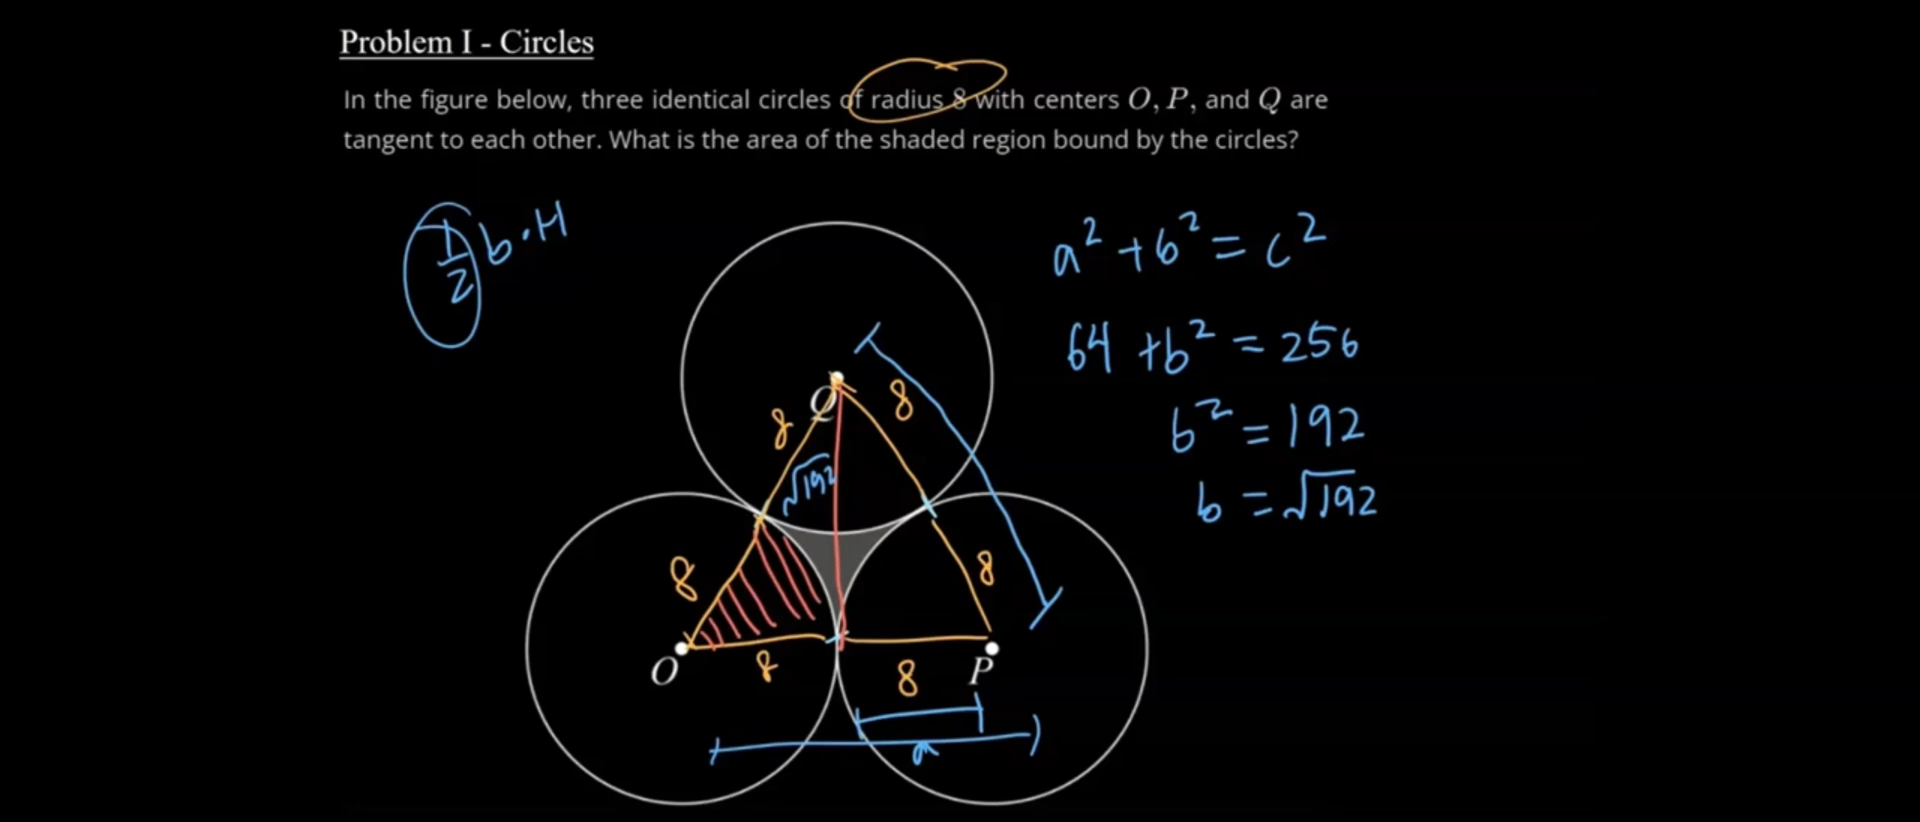 Problem I - Circles
In the figure below, three identical circles of radius 8 with centers O, P, and Q are
tangent to each other. What is the area of the shaded region bound by the circles?
1/2 b·H
a² + b² = c²
64 + b² = 256
b² = 192
b = √192
Q
8
8
√192
8
8
O
8
8
P
a